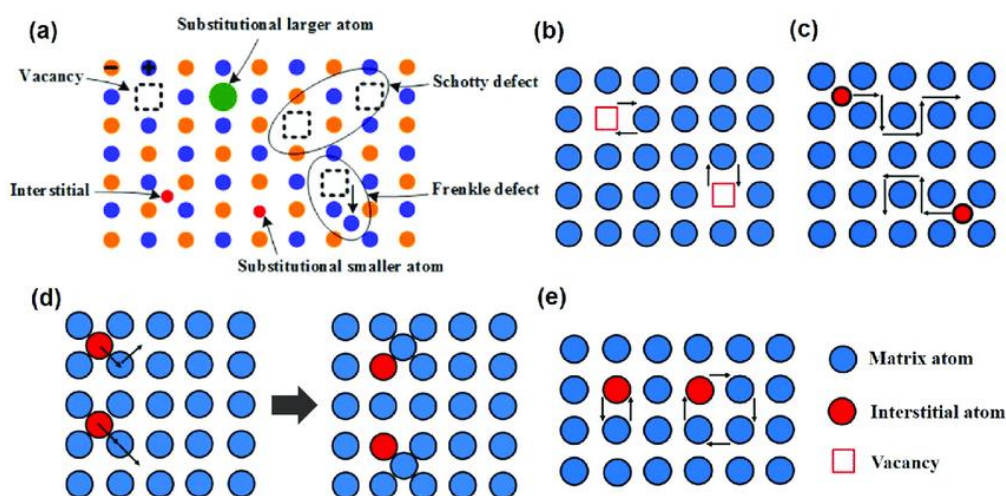 (a)
Substitutional larger atom
Vacancy
− +
Schotty defect
Interstitial
Frenkle defect
Substitutional smaller atom
(b)
(c)
(d)
(e)
Matrix atom
Interstitial atom
Vacancy